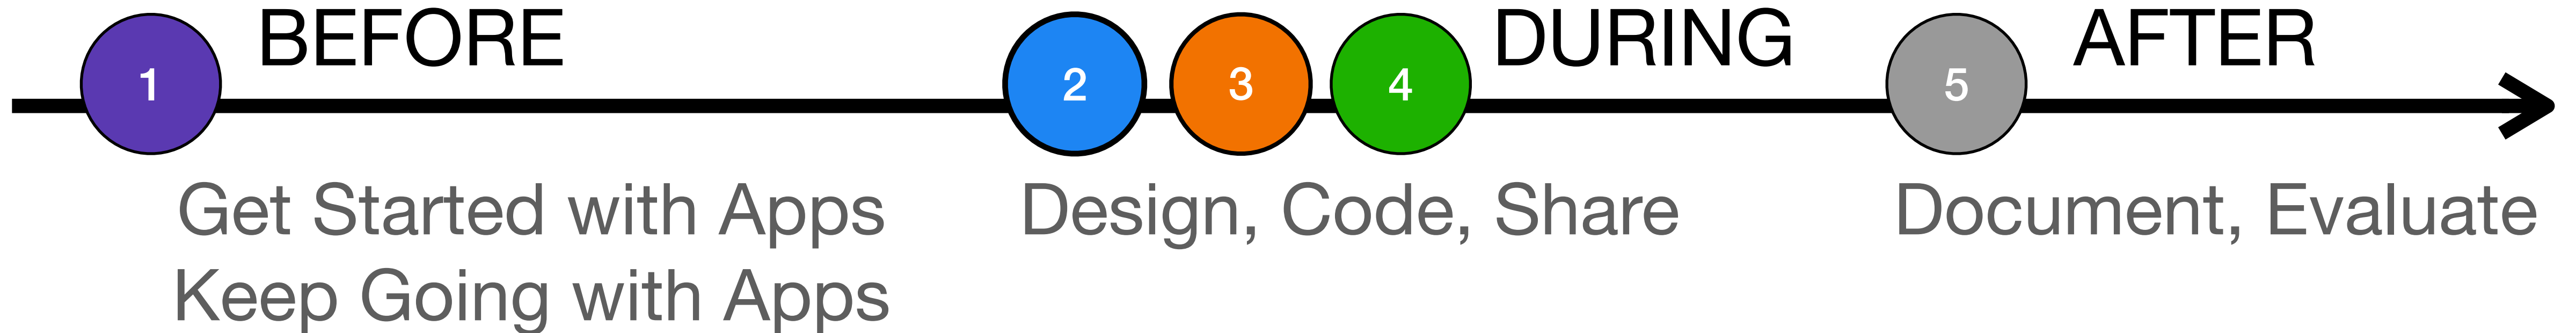 BEFORE
DURING
AFTER
1
2
3
4
5
Get Started with Apps
Keep Going with Apps
Design, Code, Share
Document, Evaluate